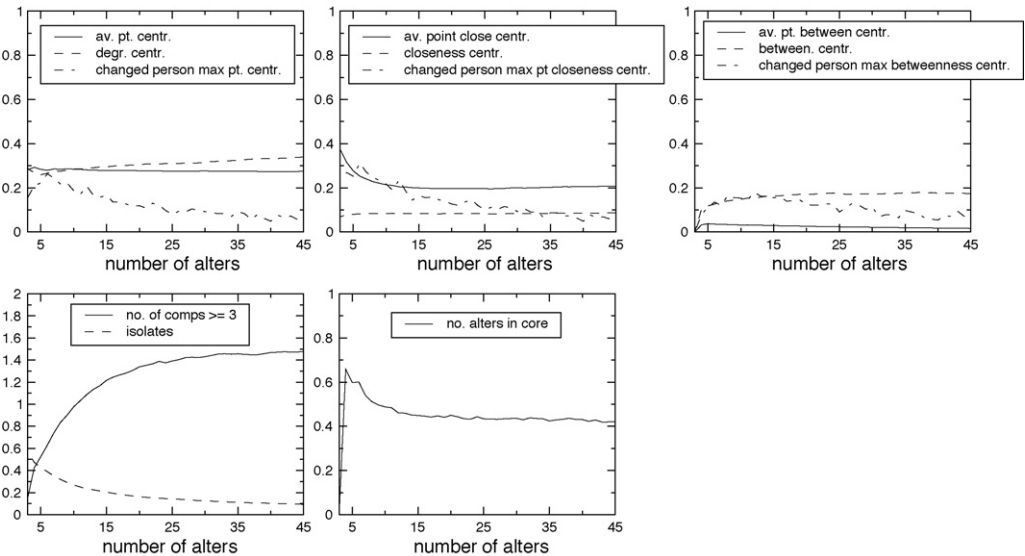 1
av. pt. centr.
degr. centr.
changed person max pt. centr.
0.6
0.4
0.2
0
5 15 25 35 45
number of alters
1
av. point close centr.
closeness centr.
changed person max pt closeness centr.
0.6
0.4
0.2
0
5 15 25 35 45
number of alters
1
av. pt. between centr.
between. centr.
changed person max betweenness centr.
0.6
0.4
0.2
0
5 15 25 35 45
number of alters
2
1.8
1.6
1.4
1.2
1
0.8
0.6
0.4
0.2
0
no. of comps >= 3
isolates
5 15 25 35 45
number of alters
1
0.8
0.6
0.4
0.2
0
no. alters in core
5 15 25 35 45
number of alters